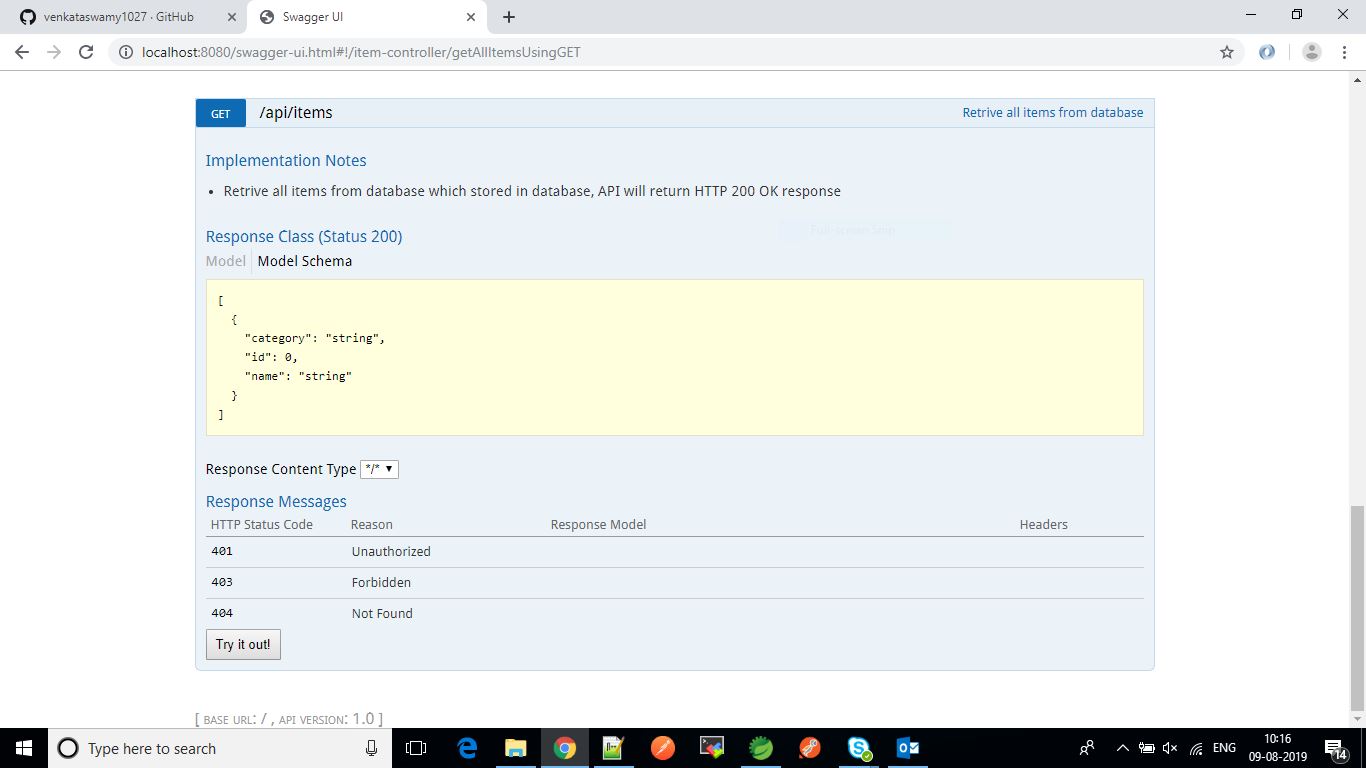 venkataswamy1027 · GitHub
Swagger UI
localhost:8080/swagger-ui.html#!/item-controller/getAllItemsUsingGET
GET /api/items Retrive all items from database
Implementation Notes
• Retrive all items from database which stored in database, API will return HTTP 200 OK response
Full-screen Snip
Response Class (Status 200)
Model Model Schema
[
{
"category": "string",
"id": 0,
"name": "string"
}
]
Response Content Type */*
Response Messages
HTTP Status Code Reason Response Model Headers
401 Unauthorized
403 Forbidden
404 Not Found
Try it out!
[ BASE URL: / , API VERSION: 1.0 ]
Type here to search
ENG
10:16
09-08-2019
14